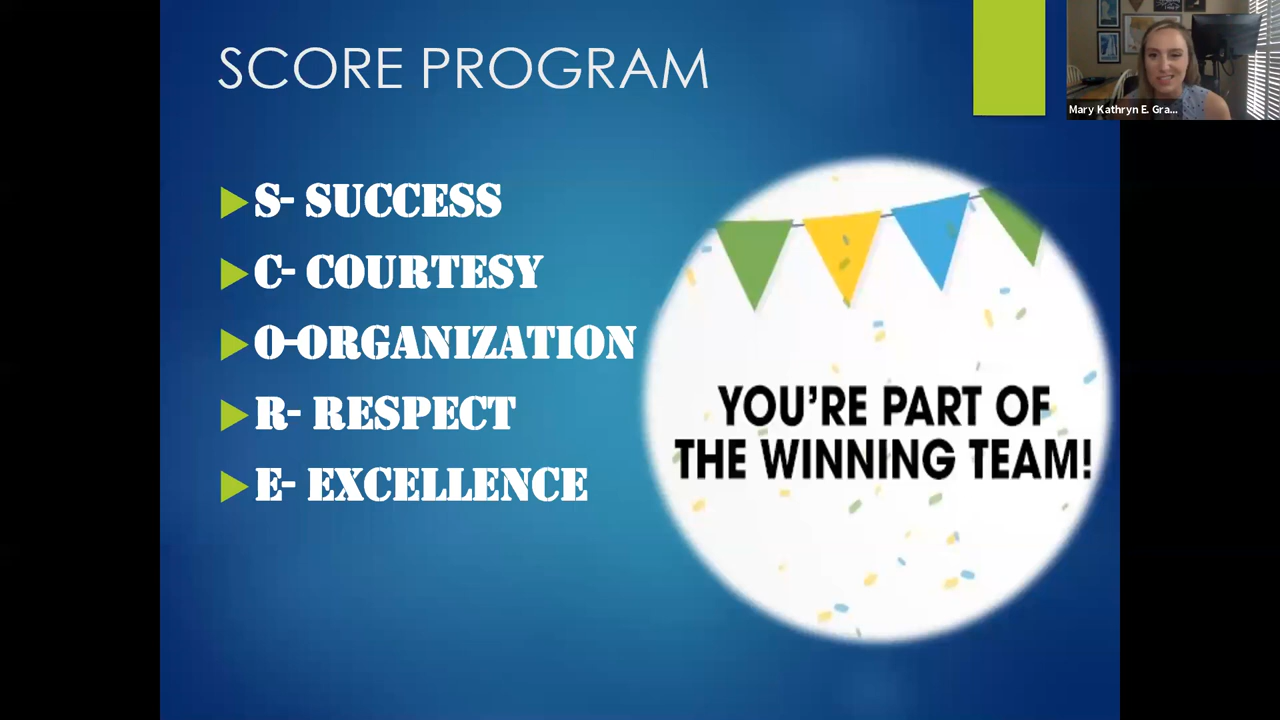 SCORE PROGRAM
Mary Kathryn E. Gra...
S- SUCCESS
C- COURTESY
O-ORGANIZATION
R- RESPECT
E- EXCELLENCE
YOU'RE PART OF
THE WINNING TEAM!